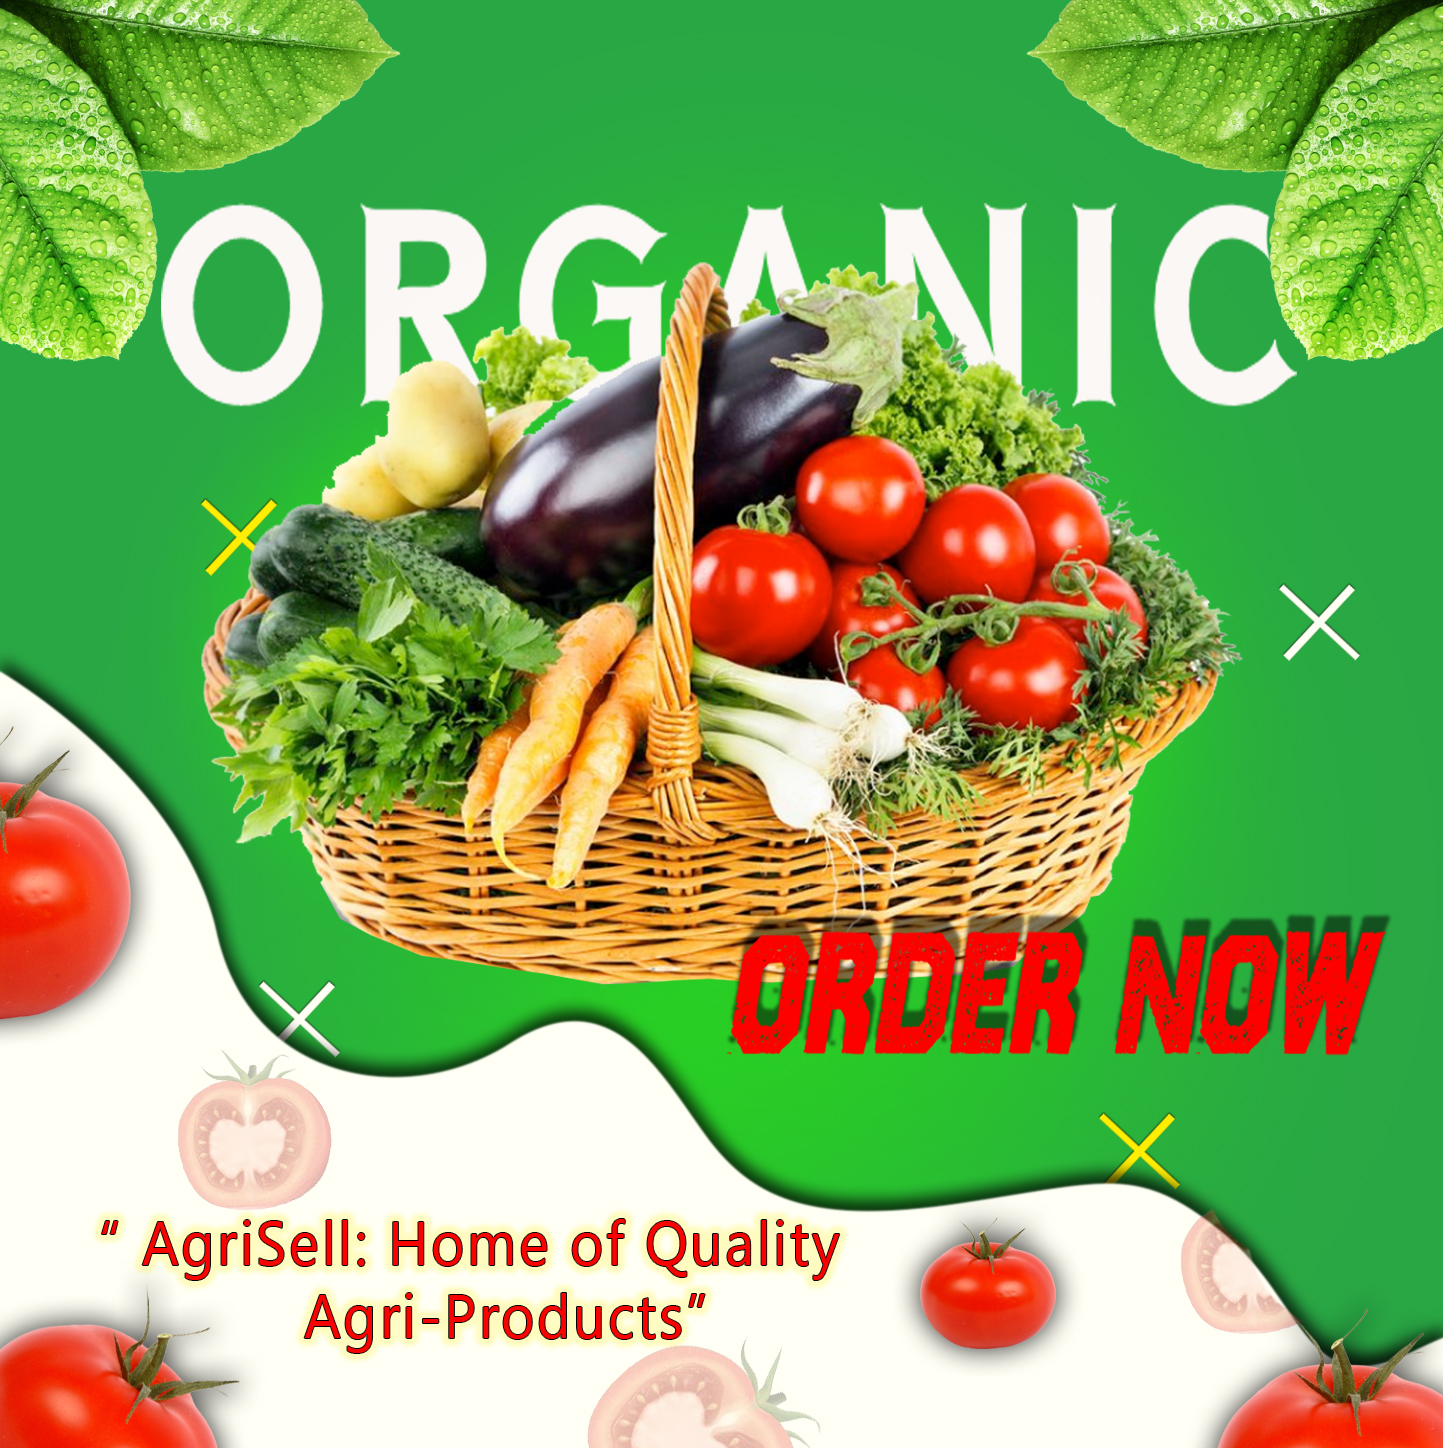 ORGANIC
ORDER NOW
“ AgriSell: Home of Quality
Agri-Products”